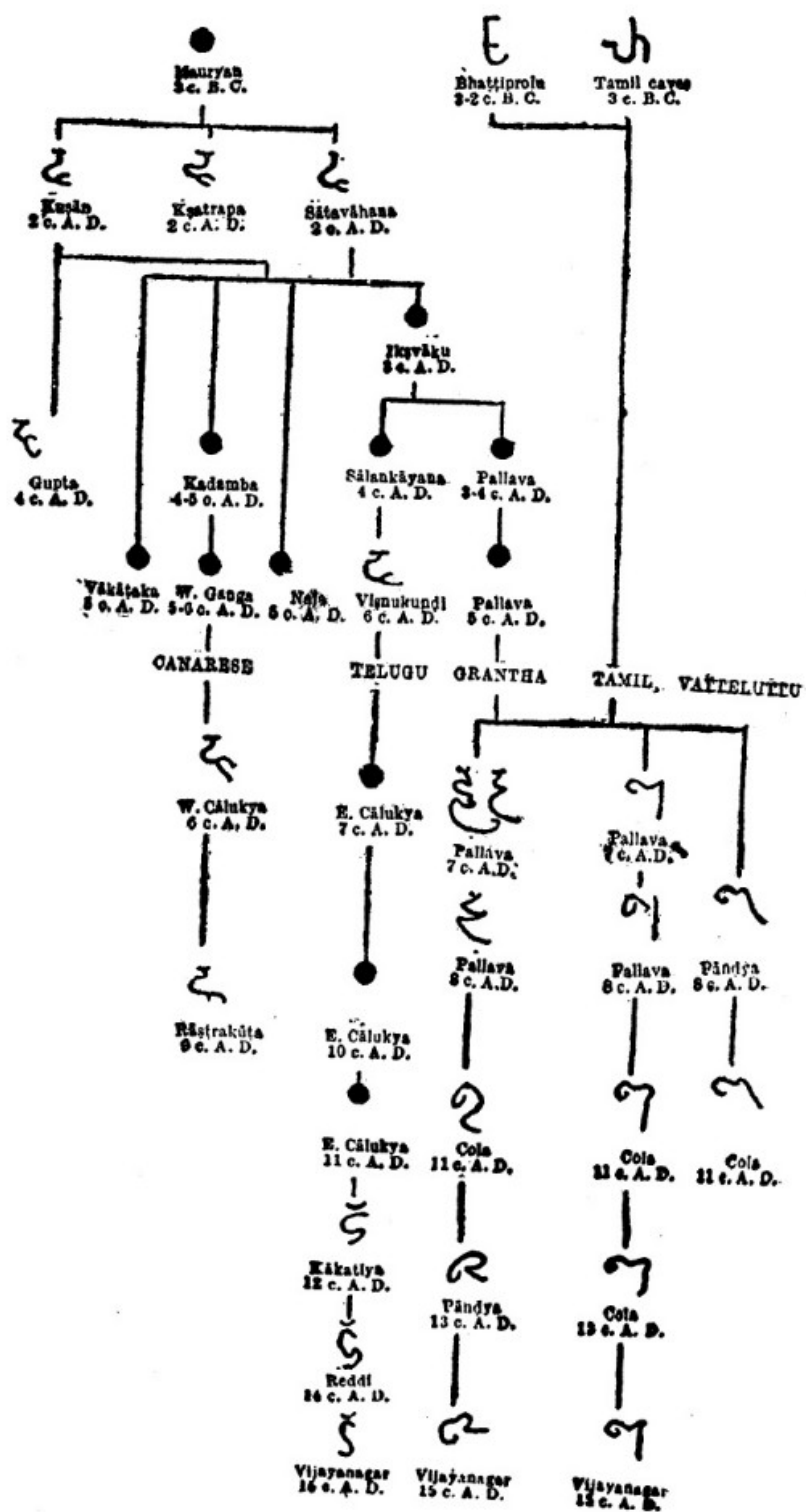 Mauryan
3 c. B. C.
Bhattiprolu
3-2 c. B. C.
Tamil caves
3 c. B. C.
Kuṣān
2 c. A. D.
Kṣatrapa
2 c. A. D.
Sātavāhana
2 c. A. D.
Ikṣvāku
3 c. A. D.
Gupta
4 c. A. D.
Kadamba
4-5 c. A. D.
Sālankāyana
4 c. A. D.
Pallava
3-4 c. A. D.
Vākāṭaka
5 c. A. D.
W. Ganga
5-6 c. A. D.
5 c. A. D.
Viṣnukundi
6 c. A. D.
Pallava
5 c. A. D.
CANARESE
TELUGU
GRANTHA
TAMIL, VAṬṬELUTTU
W. Cālukya
6 c. A. D.
E. Cālukya
7 c. A. D.
Pallava
7 c. A. D.
Pallava
7 c. A. D.
Pallava
8 c. A. D.
Pallava
8 c. A. D.
Pāndya
8 c. A. D.
Rāṣtrakūta
9 c. A. D.
E. Cālukya
10 c. A. D.
E. Cālukya
11 c. A. D.
Cola
11 c. A. D.
Cola
11 c. A. D.
Cola
11 c. A. D.
Kākatiya
12 c. A. D.
Pāndya
13 c. A. D.
Cola
13 c. A. D.
Reddi
14 c. A. D.
Vijayanagar
16 c. A. D.
Vijayanagar
15 c. A. D.
Vijayanagar
15 c. A. D.